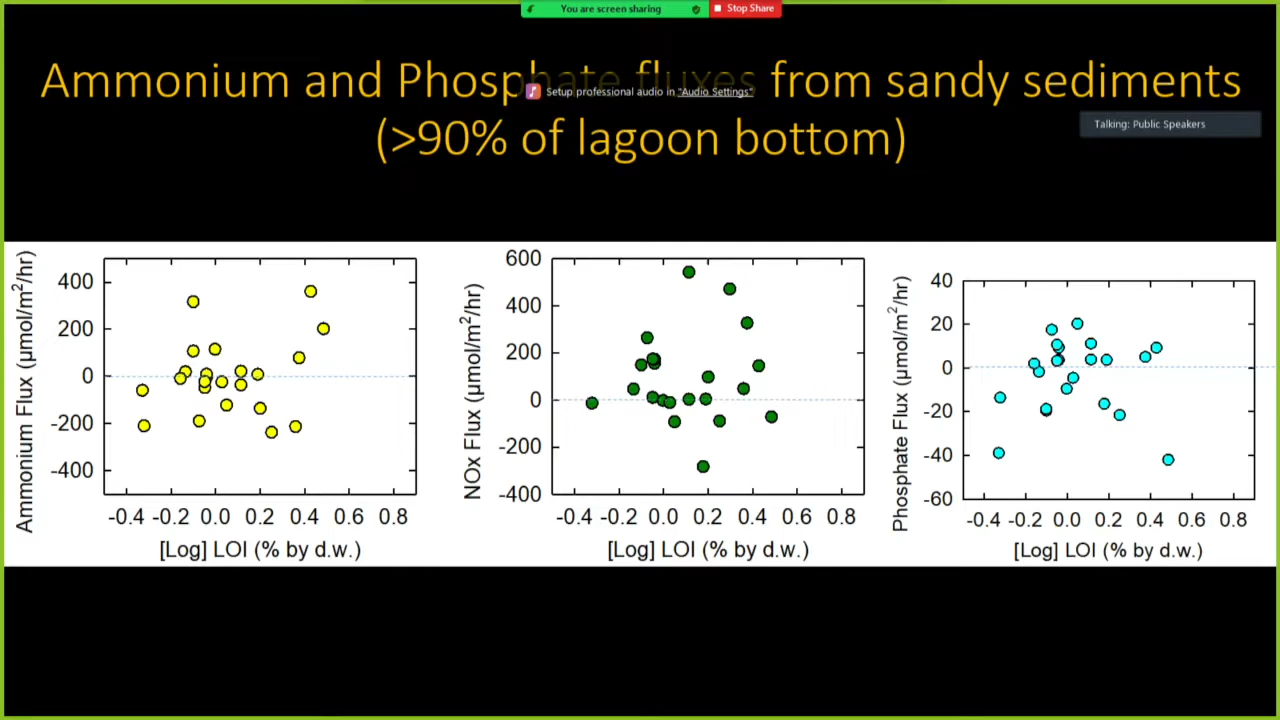 You are screen sharing
Stop Share
Ammonium and Phosphate fluxes from sandy sediments
(>90% of lagoon bottom)
Setup professional audio in "Audio Settings"
Talking: Public Speakers
Ammonium Flux (µmol/m²/hr)
400
200
0
-200
-400
-0.4 -0.2 0.0 0.2 0.4 0.6 0.8
[Log] LOI (% by d.w.)
NOx Flux (µmol/m²/hr)
600
400
200
0
-200
-400
-0.4 -0.2 0.0 0.2 0.4 0.6 0.8
[Log] LOI (% by d.w.)
Phosphate Flux (µmol/m²/hr)
40
20
0
-20
-40
-60
-0.4 -0.2 0.0 0.2 0.4 0.6 0.8
[Log] LOI (% by d.w.)